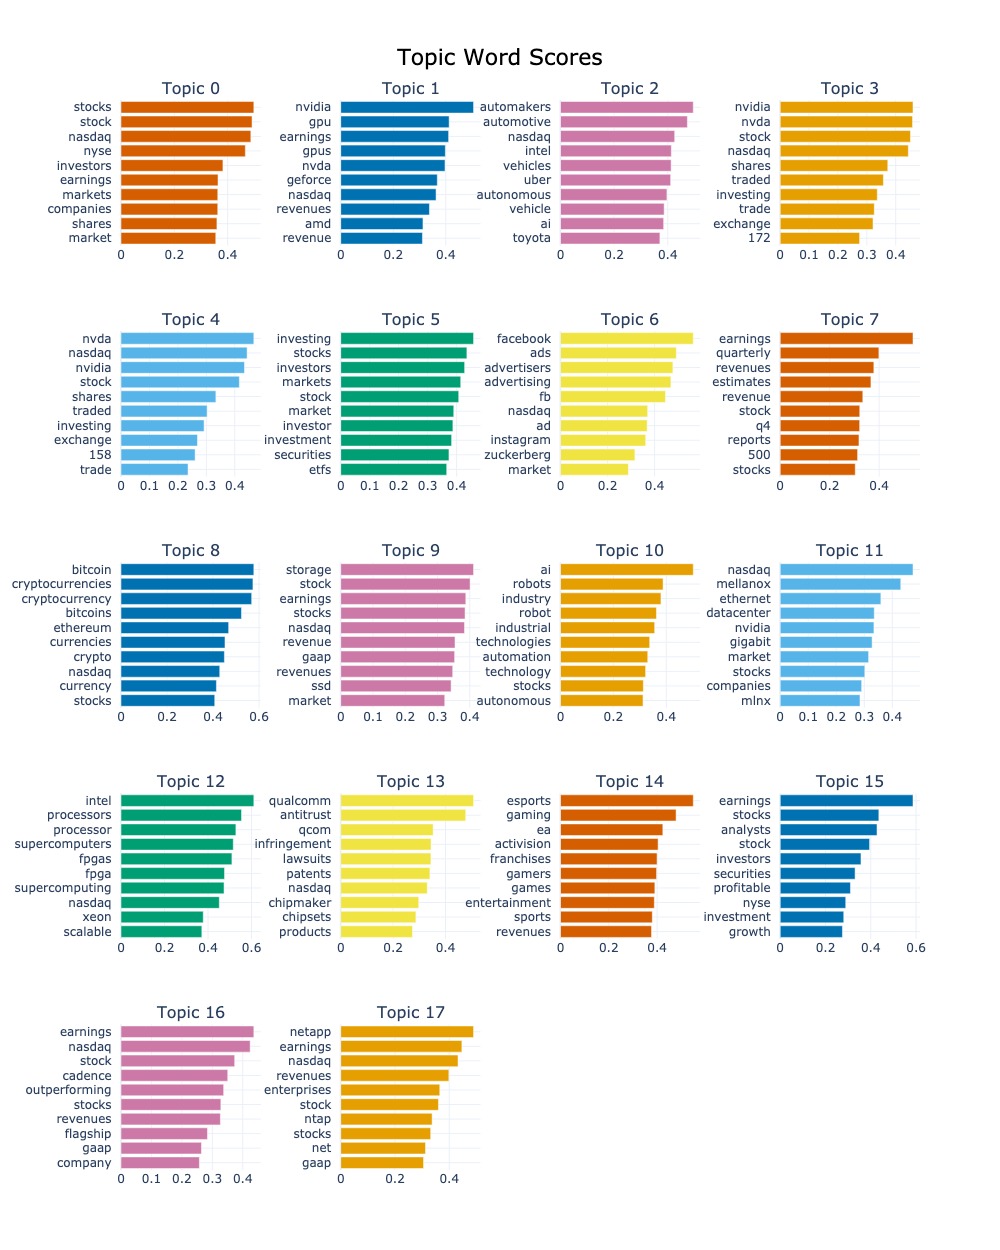 Topic Word Scores
Topic 0
stocks
stock
nasdaq
nyse
investors
earnings
markets
companies
shares
market
0 0.2 0.4
Topic 1
nvidia
gpu
earnings
gpus
nvda
geforce
nasdaq
revenues
amd
revenue
0 0.2 0.4
Topic 2
automakers
automotive
nasdaq
intel
vehicles
uber
autonomous
vehicle
ai
toyota
0 0.2 0.4
Topic 3
nvidia
nvda
stock
nasdaq
shares
traded
investing
trade
exchange
172
0 0.1 0.2 0.3 0.4
Topic 4
nvda
nasdaq
nvidia
stock
shares
traded
investing
exchange
158
trade
0 0.1 0.2 0.3 0.4
Topic 5
investing
stocks
investors
markets
stock
market
investor
investment
securities
etfs
0 0.1 0.2 0.3 0.4
Topic 6
facebook
ads
advertisers
advertising
fb
nasdaq
ad
instagram
zuckerberg
market
0 0.2 0.4
Topic 7
earnings
quarterly
revenues
estimates
revenue
stock
q4
reports
500
stocks
0 0.2 0.4
Topic 8
bitcoin
cryptocurrencies
cryptocurrency
bitcoins
ethereum
currencies
crypto
nasdaq
currency
stocks
0 0.2 0.4 0.6
Topic 9
storage
stock
earnings
stocks
nasdaq
revenue
gaap
revenues
ssd
market
0 0.1 0.2 0.3 0.4
Topic 10
ai
robots
industry
robot
industrial
technologies
automation
technology
stocks
autonomous
0 0.2 0.4
Topic 11
nasdaq
mellanox
ethernet
datacenter
nvidia
gigabit
market
stocks
companies
mlnx
0 0.1 0.2 0.3 0.4
Topic 12
intel
processors
processor
supercomputers
fpgas
fpga
supercomputing
nasdaq
xeon
scalable
0 0.2 0.4 0.6
Topic 13
qualcomm
antitrust
qcom
infringement
lawsuits
patents
nasdaq
chipmaker
chipsets
products
0 0.2 0.4
Topic 14
esports
gaming
ea
activision
franchises
gamers
games
entertainment
sports
revenues
0 0.2 0.4
Topic 15
earnings
stocks
analysts
stock
investors
securities
profitable
nyse
investment
growth
0 0.2 0.4 0.6
Topic 16
earnings
nasdaq
stock
cadence
outperforming
stocks
revenues
flagship
gaap
company
0 0.1 0.2 0.3 0.4
Topic 17
netapp
earnings
nasdaq
revenues
enterprises
stock
ntap
stocks
net
gaap
0 0.2 0.4